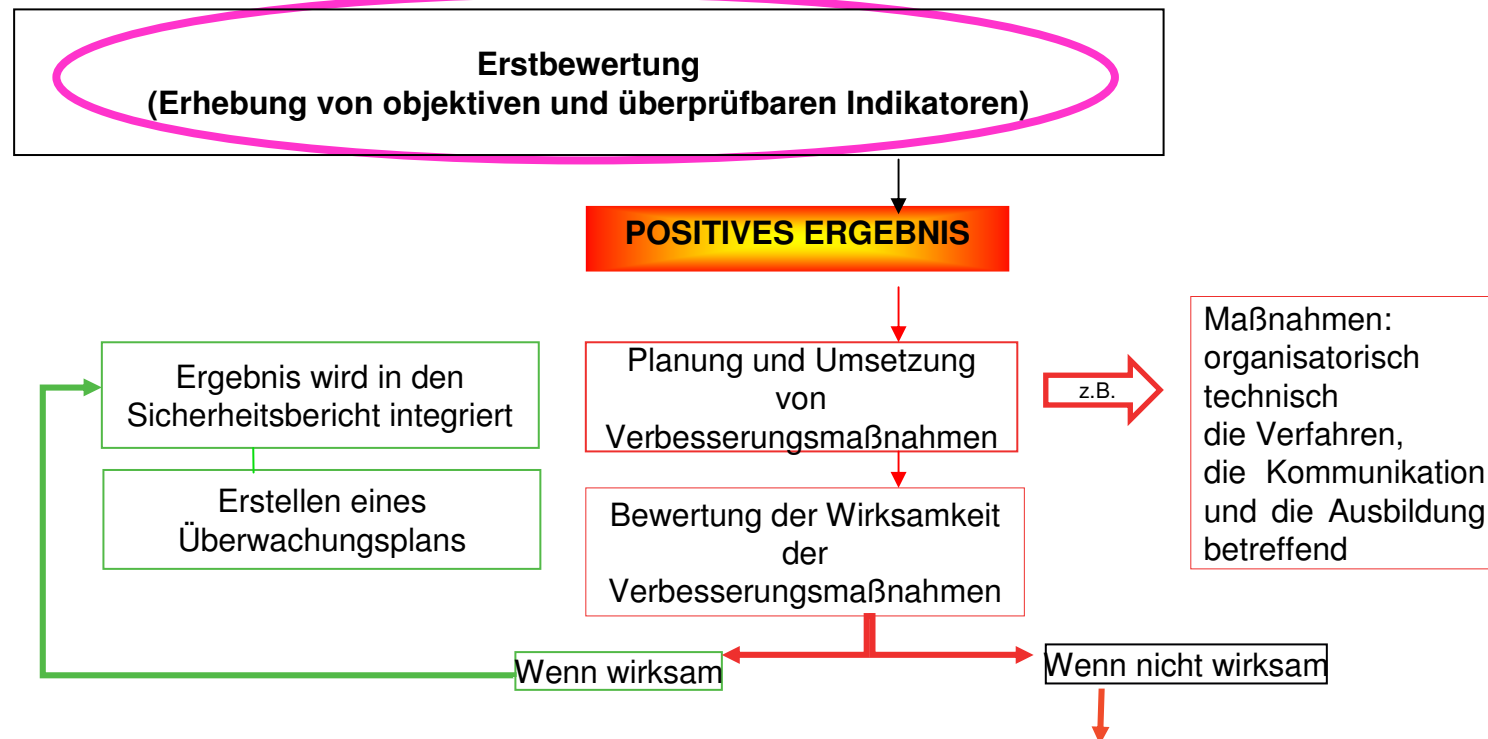 Erstbewertung
(Erhebung von objektiven und überprüfbaren Indikatoren)
POSITIVES ERGEBNIS
Planung und Umsetzung
von
Verbesserungsmaßnahmen
z.B.
Maßnahmen:
organisatorisch
technisch
die Verfahren,
die Kommunikation
und die Ausbildung
betreffend
Ergebnis wird in den
Sicherheitsbericht integriert
Erstellen eines
Überwachungsplans
Bewertung der Wirksamkeit
der
Verbesserungsmaßnahmen
Wenn wirksam
Wenn nicht wirksam